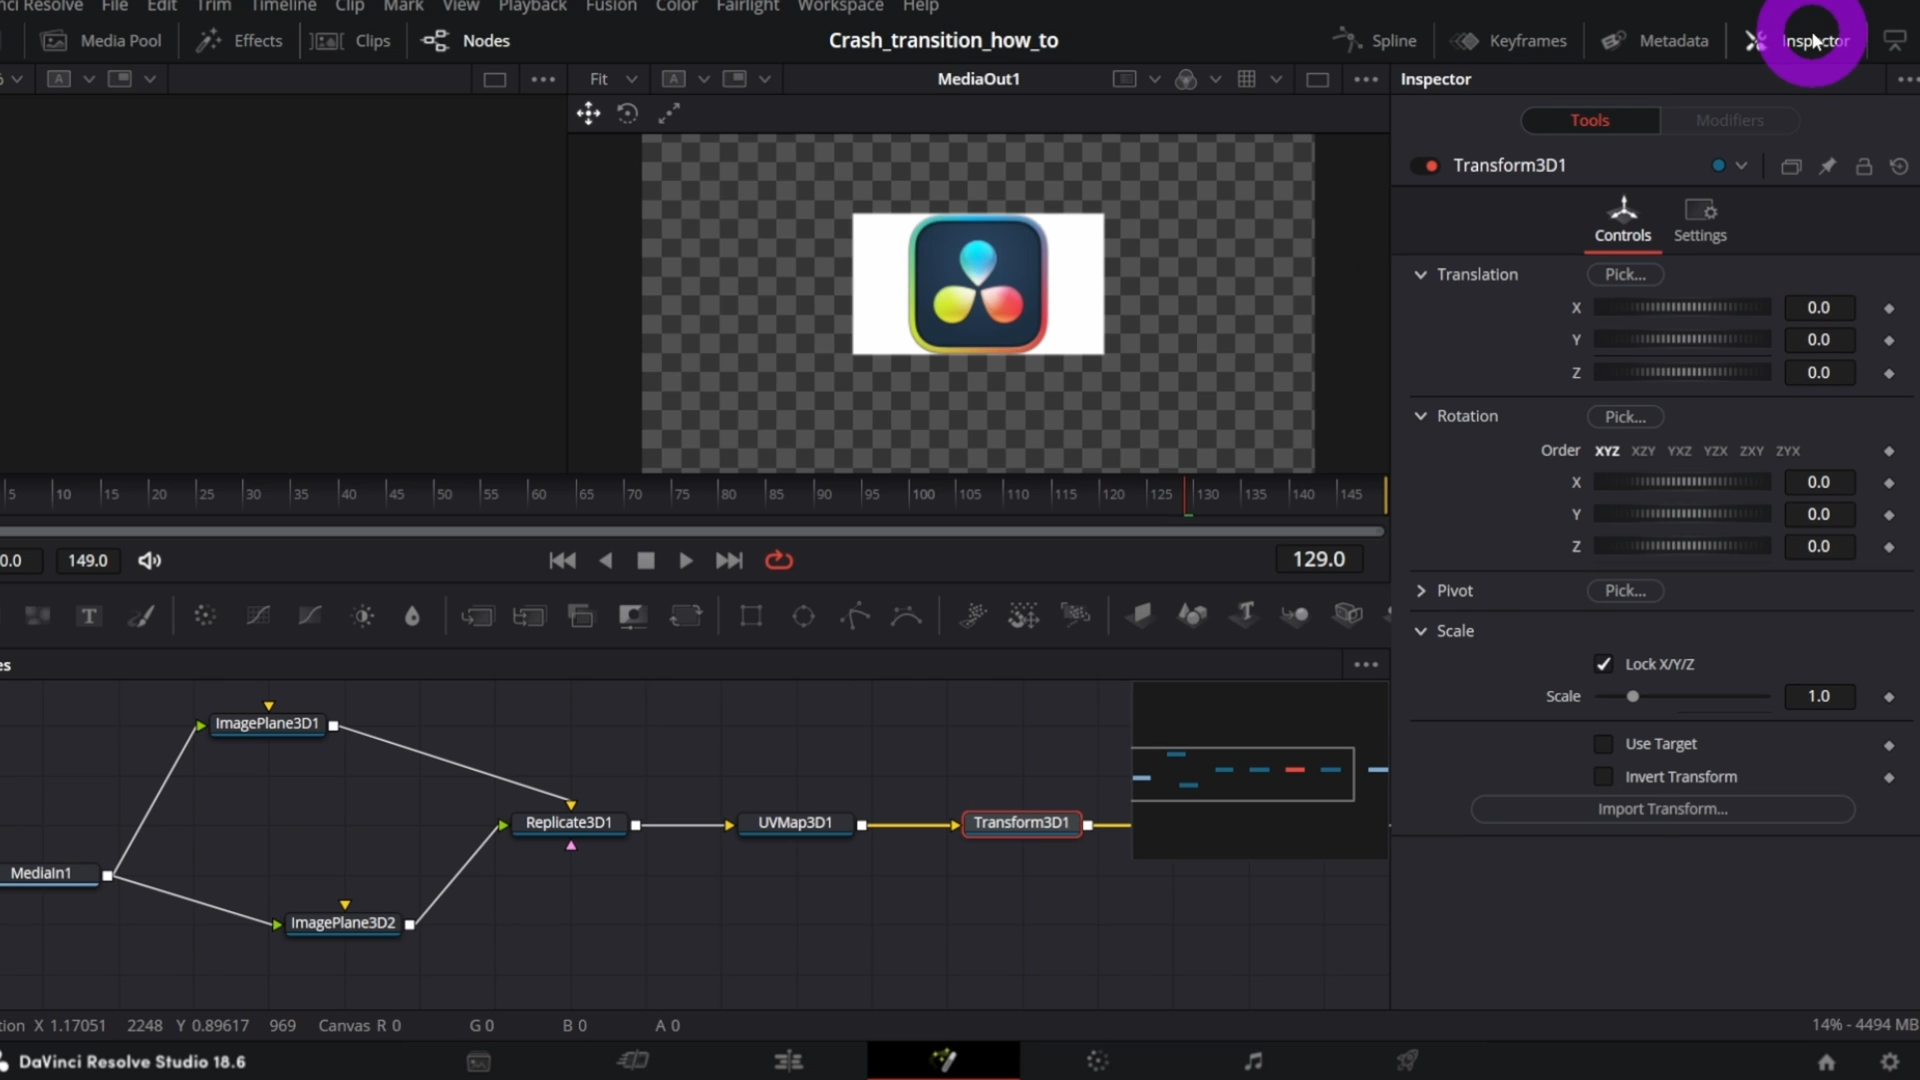 nci Resolve File Edit Trim Timeline Clip Mark View Playback Fusion Color Fairlight Workspace Help
Media Pool Effects Clips Nodes Crash_transition_how_to Spline Keyframes Metadata Inspector
A Fit A MediaOut1 Inspector
Tools Modifiers
Transform3D1
Controls Settings
Translation Pick...
X 0.0
Y 0.0
Z 0.0
Rotation Pick...
Order XYZ XZY YXZ YZX ZXY ZYX
X 0.0
Y 0.0
Z 0.0
Pivot Pick...
Scale
Lock X/Y/Z
Scale 1.0
Use Target
Invert Transform
Import Transform...
5 10 15 20 25 30 35 40 45 50 55 60 65 70 75 80 85 90 95 100 105 110 115 120 125 130 135 140 145
0.0 149.0 129.0
T T
es
ImagePlane3D1
Replicate3D1 UVMap3D1 Transform3D1
MediaIn1
ImagePlane3D2
tion X 1.17051 2248 Y 0.89617 969 Canvas R 0 G 0 B 0 A 0 14% - 4494 MB
DaVinci Resolve Studio 18.6